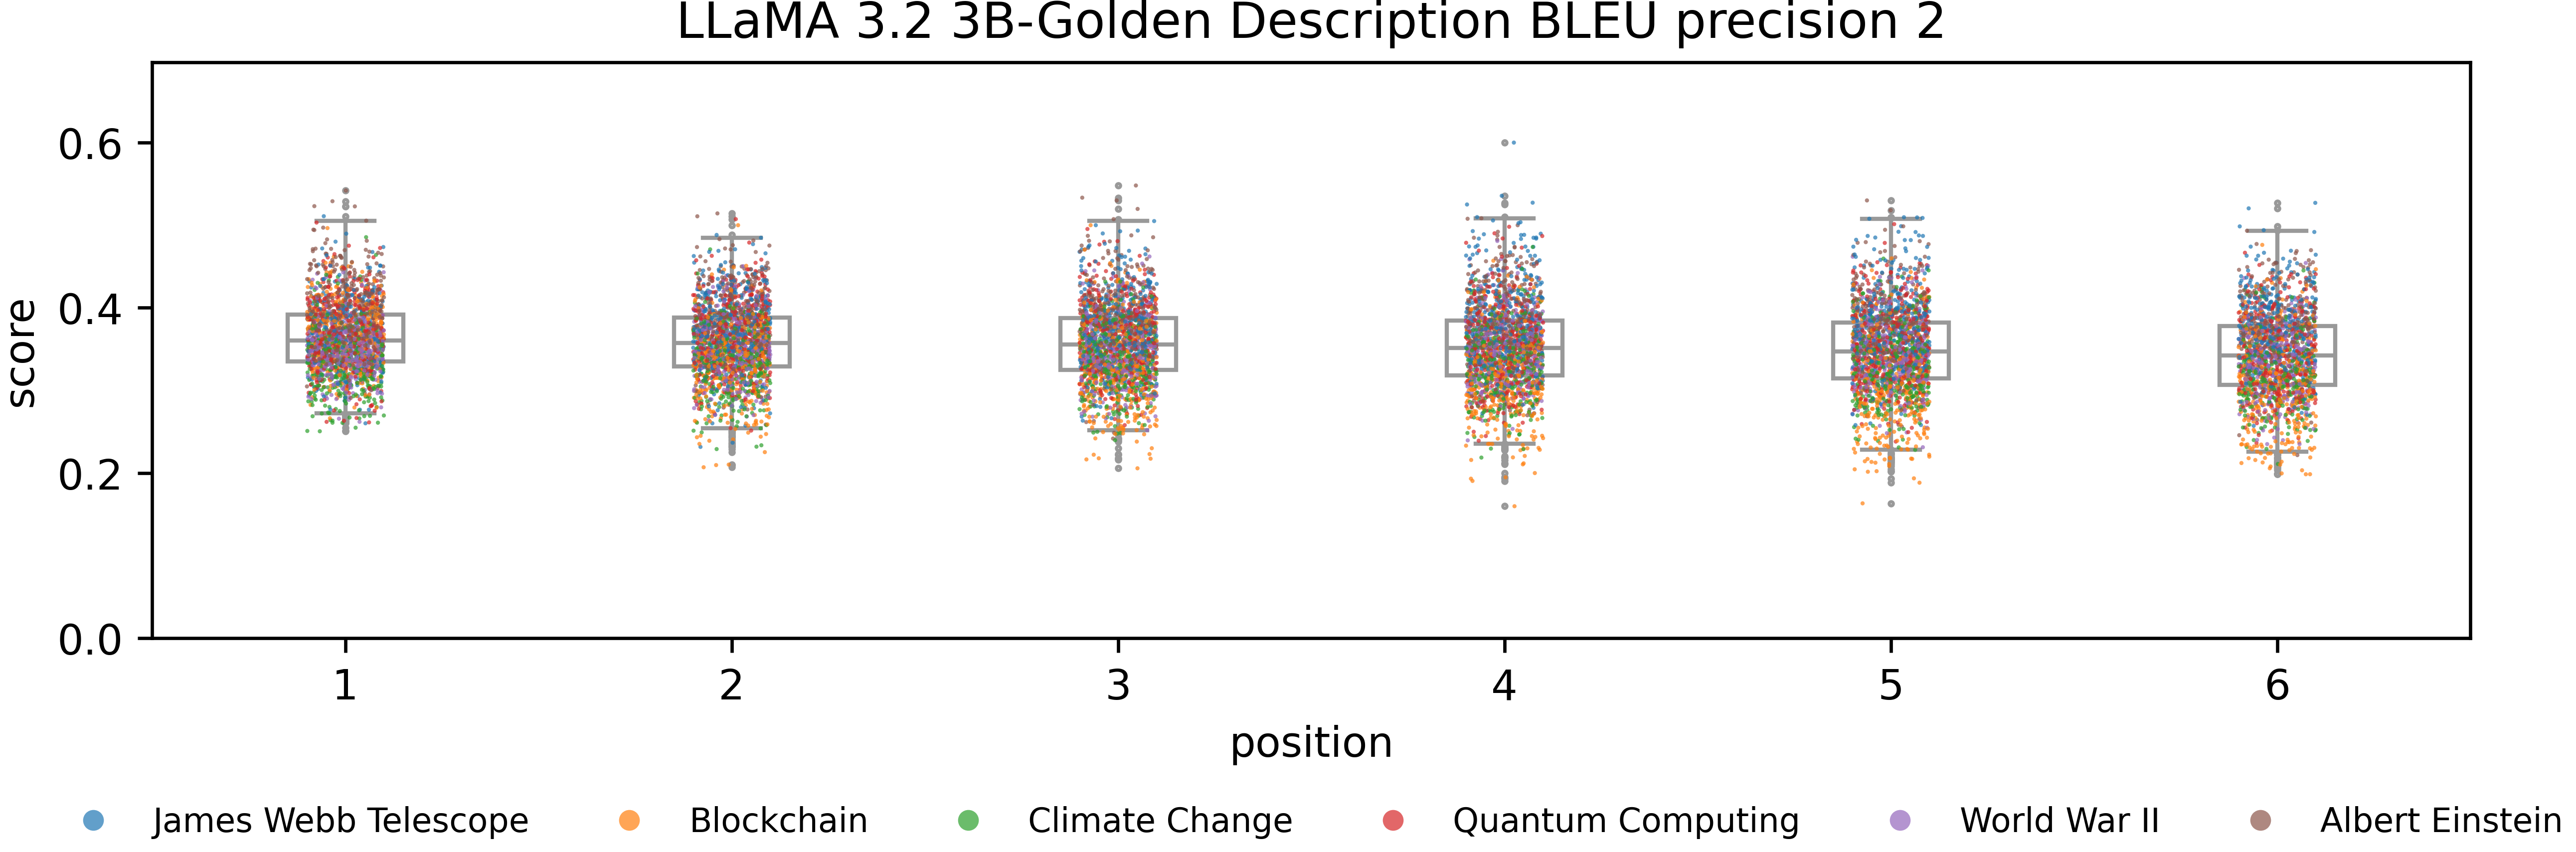 LLaMA 3.2 3B-Golden Description BLEU precision 2
score
0.6
0.4
0.2
0.0
1 2 3 4 5 6
position
James Webb Telescope Blockchain Climate Change Quantum Computing World War II Albert Einstein